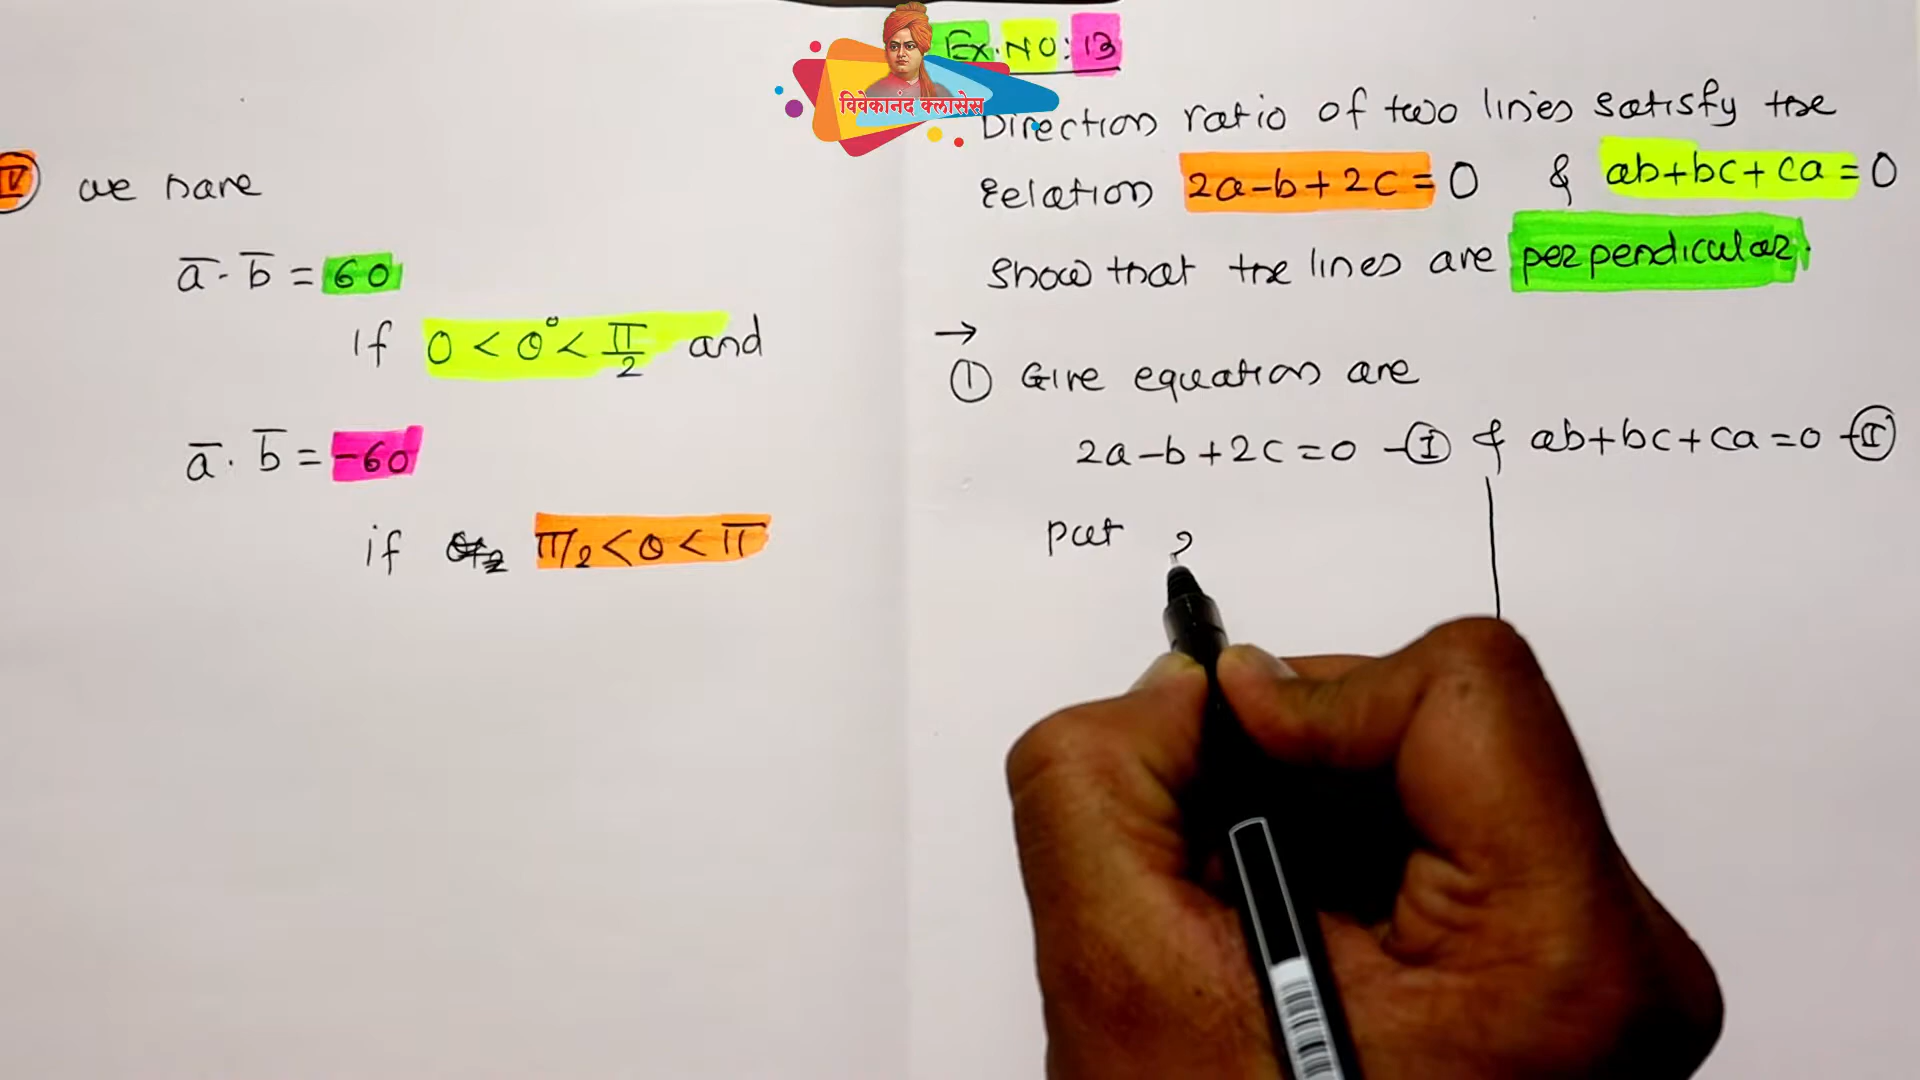 Ex. NO: 13
विवेकानंद क्लासेस
IV we have
a̅ · b̅ = 60
if 0 < θ° < π/2 and
a̅ · b̅ = -60
if π/2 < θ < π
Direction ratio of two lines satisfy the
relation 2a-b+2c = 0 & ab+bc+ca = 0
show that the lines are perpendicular.
→
① Give equation are
2a-b+2c=0 -Ⓘ & ab+bc+ca=0 -Ⅱ
put